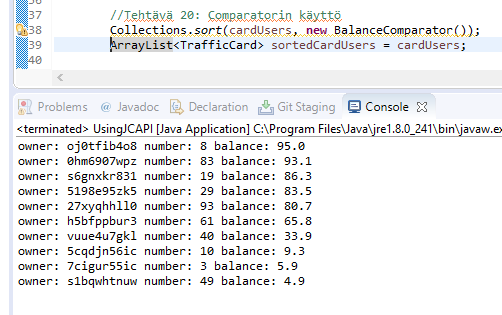 37 //Tehtävä 20: Comparatorin käyttö
38 Collections.sort(cardUsers, new BalanceComparator());
39 ArrayList<TrafficCard> sortedCardUsers = cardUsers;
40
Problems @ Javadoc Declaration Git Staging Console
<terminated> UsingJCAPI [Java Application] C:\Program Files\Java\jre1.8.0_241\bin\javaw.ex
owner: oj0tfib4o8 number: 8 balance: 95.0
owner: 0hm6907wpz number: 83 balance: 93.1
owner: s6gnxkr831 number: 19 balance: 86.3
owner: 5198e95zk5 number: 29 balance: 83.5
owner: 27xyqhhll0 number: 93 balance: 80.7
owner: h5bfppbur3 number: 61 balance: 65.8
owner: vuue4u7gkl number: 40 balance: 33.9
owner: 5cqdjn56ic number: 10 balance: 9.3
owner: 7cigur55ic number: 3 balance: 5.9
owner: s1bqwhtnuw number: 49 balance: 4.9